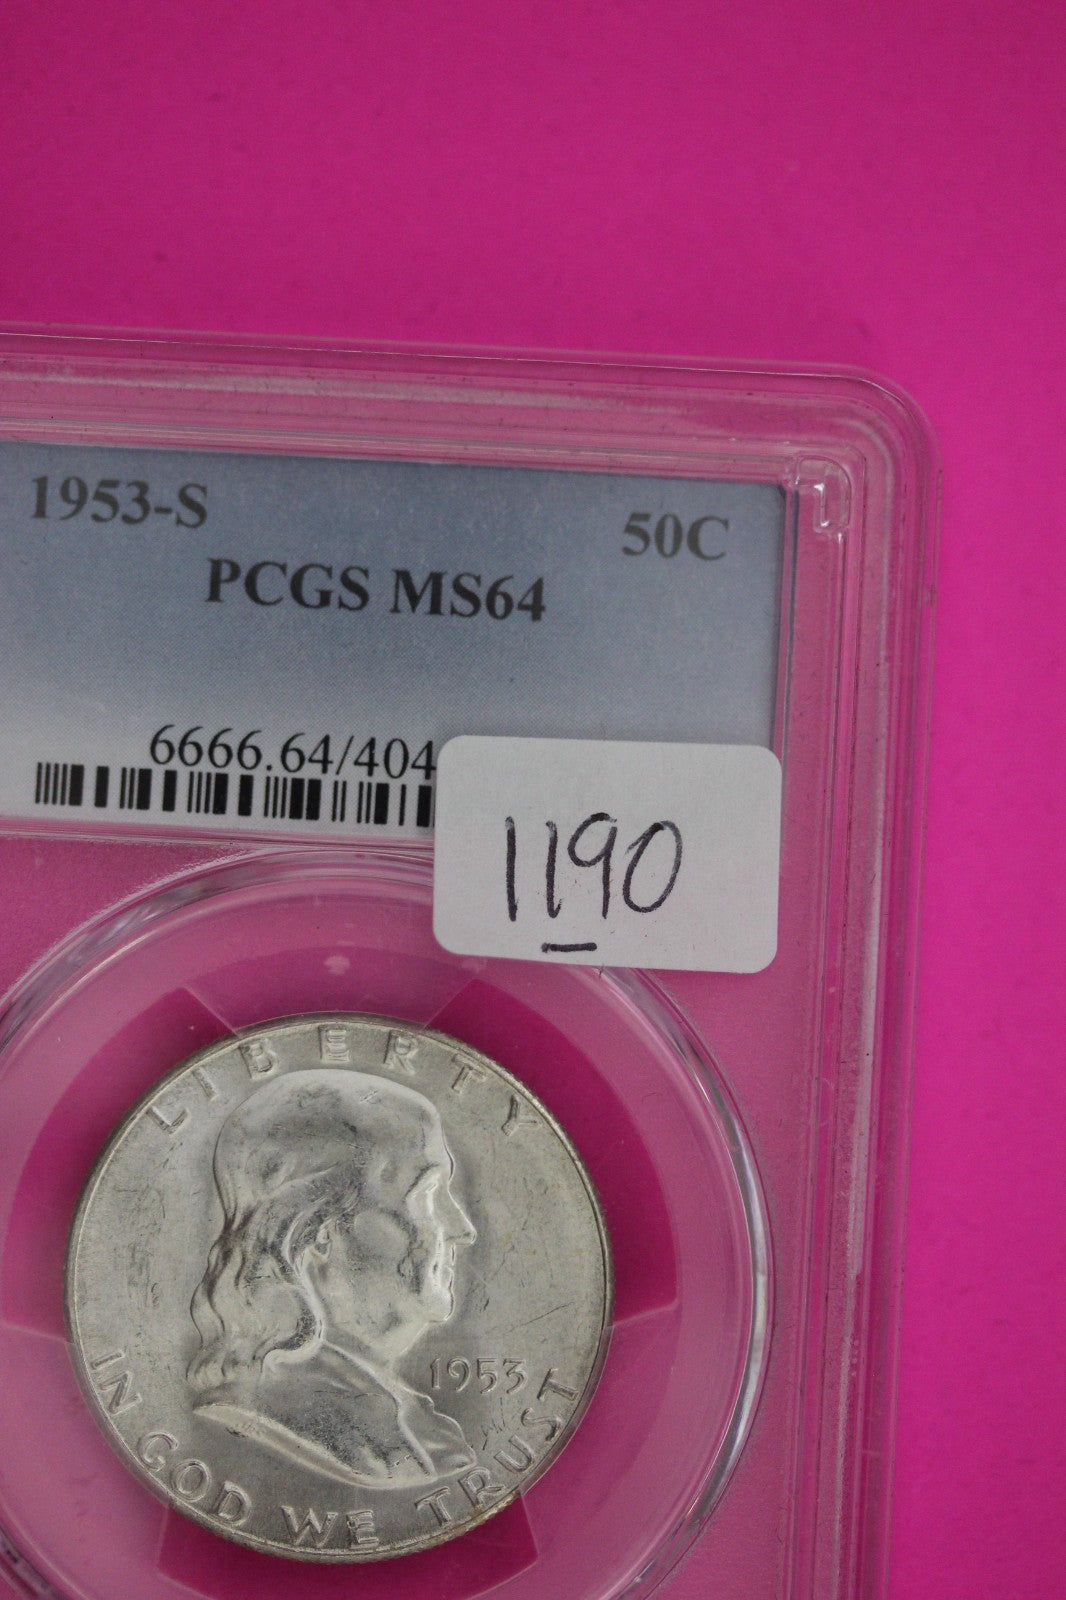 1953-S 50C
PCGS MS64
6666.64/404
1190
LIBERTY
1953
IN GOD WE TRUST